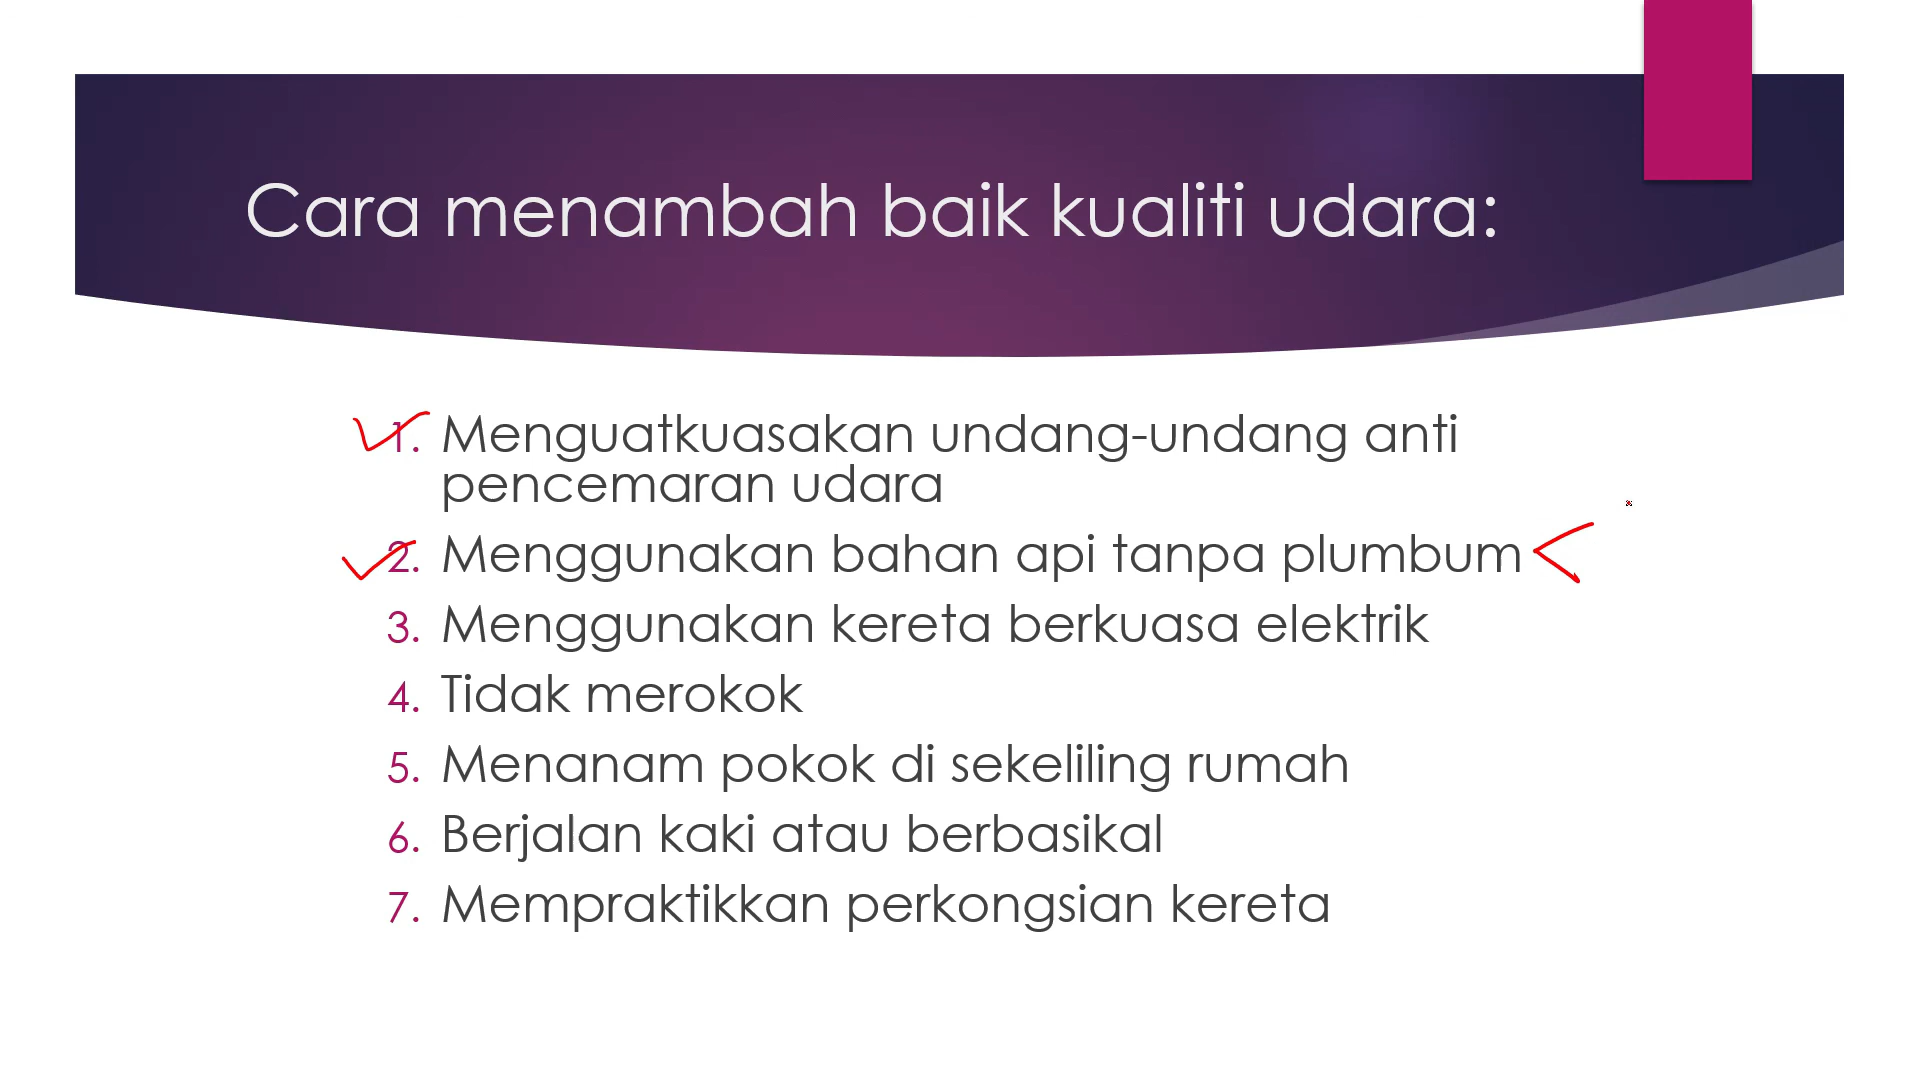 Cara menambah baik kualiti udara:
1. Menguatkuasakan undang-undang anti
pencemaran udara
2. Menggunakan bahan api tanpa plumbum
3. Menggunakan kereta berkuasa elektrik
4. Tidak merokok
5. Menanam pokok di sekeliling rumah
6. Berjalan kaki atau berbasikal
7. Mempraktikkan perkongsian kereta